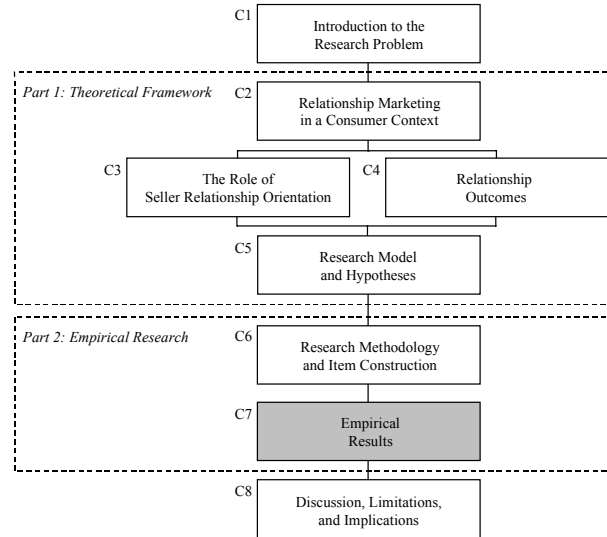 C1
Introduction to the
Research Problem
Part 1: Theoretical Framework
C2
Relationship Marketing
in a Consumer Context
C3
The Role of
Seller Relationship Orientation
C4
Relationship
Outcomes
C5
Research Model
and Hypotheses
Part 2: Empirical Research
C6
Research Methodology
and Item Construction
C7
Empirical
Results
C8
Discussion, Limitations,
and Implications